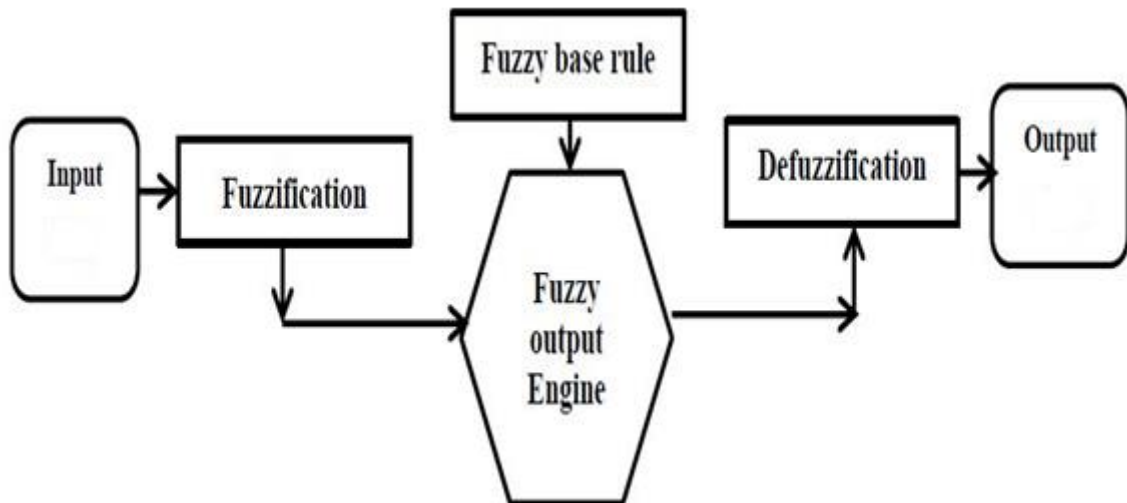 Fuzzy base rule
Input
Fuzzification
Fuzzy
output
Engine
Defuzzification
Output